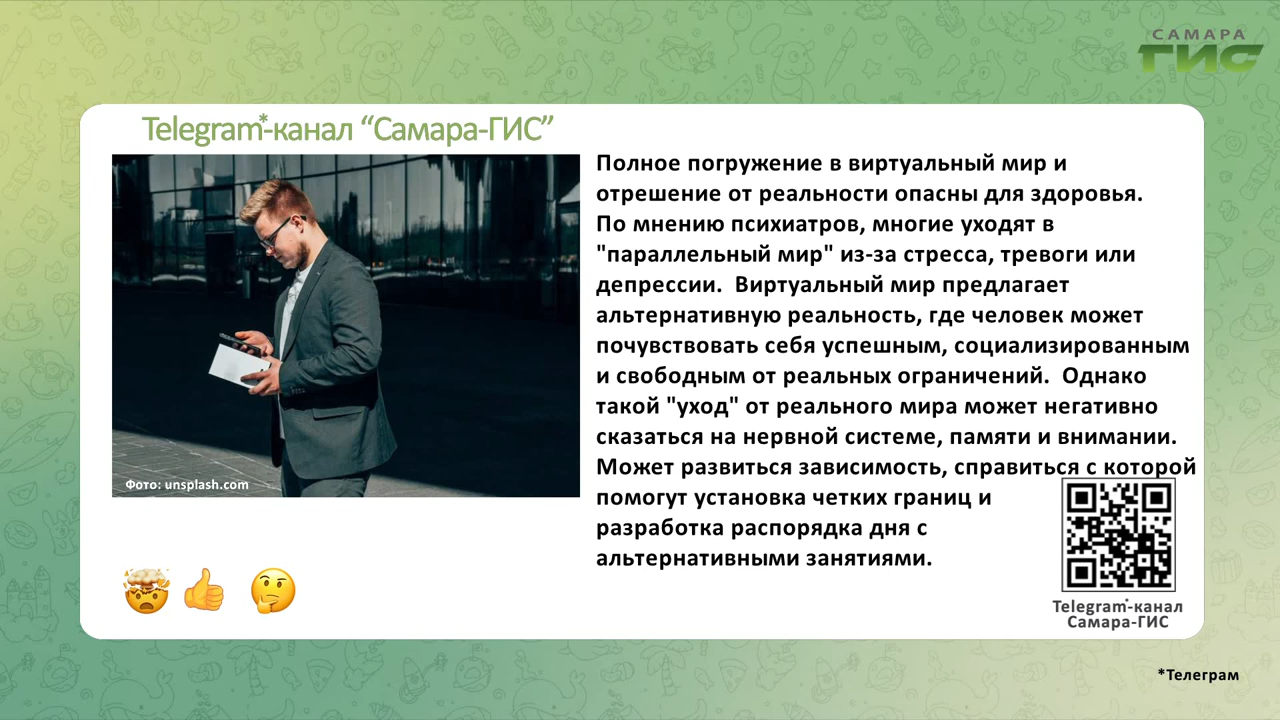 САМАРА
ГИС
Telegram*-канал “Самара-ГИС”
Полное погружение в виртуальный мир и
отрешение от реальности опасны для здоровья.
По мнению психиатров, многие уходят в
"параллельный мир" из-за стресса, тревоги или
депрессии.  Виртуальный мир предлагает
альтернативную реальность, где человек может
почувствовать себя успешным, социализированным
и свободным от реальных ограничений.  Однако
такой "уход" от реального мира может негативно
сказаться на нервной системе, памяти и внимании.
Может развиться зависимость, справиться с которой
помогут установка четких границ и
разработка распорядка дня с
альтернативными занятиями.
Фото: unsplash.com
Telegram*-канал
Самара-ГИС
*Телеграм